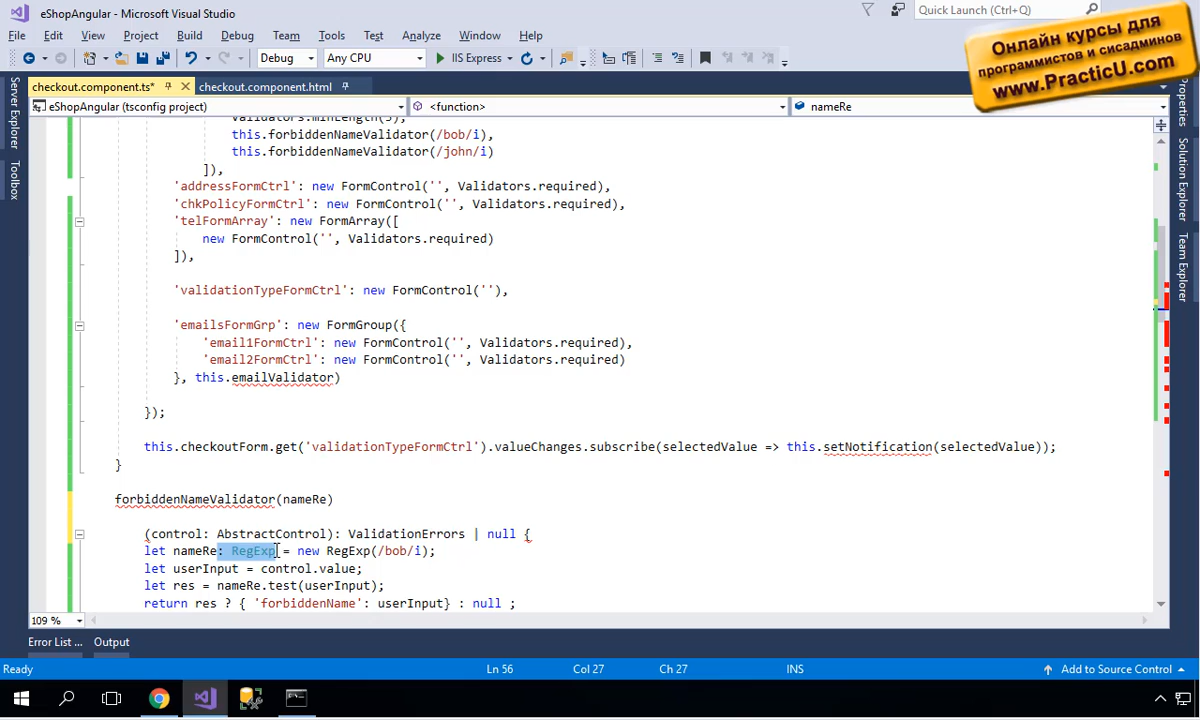 eShopAngular - Microsoft Visual Studio
Quick Launch (Ctrl+Q)
File Edit View Project Build Debug Team Tools Test Analyze Window Help
Debug Any CPU IIS Express
Онлайн курсы для
программистов и сисадминов
www.PracticU.com
checkout.component.ts* checkout.component.html
eShopAngular (tsconfig project) <function> nameRe
Server Explorer
Toolbox
Properties
Solution Explorer
Team Explorer
Validators.minLength(3),
this.forbiddenNameValidator(/bob/i),
this.forbiddenNameValidator(/john/i)
]),
'addressFormCtrl': new FormControl('', Validators.required),
'chkPolicyFormCtrl': new FormControl('', Validators.required),
'telFormArray': new FormArray([
new FormControl('', Validators.required)
]),
'validationTypeFormCtrl': new FormControl(''),
'emailsFormGrp': new FormGroup({
'email1FormCtrl': new FormControl('', Validators.required),
'email2FormCtrl': new FormControl('', Validators.required)
}, this.emailValidator)
});
this.checkoutForm.get('validationTypeFormCtrl').valueChanges.subscribe(selectedValue => this.setNotification(selectedValue));
}
forbiddenNameValidator(nameRe)
(control: AbstractControl): ValidationErrors | null {
let nameRe: RegExp = new RegExp(/bob/i);
let userInput = control.value;
let res = nameRe.test(userInput);
return res ? { 'forbiddenName': userInput} : null ;
109 %
Error List ... Output
Ready Ln 56 Col 27 Ch 27 INS Add to Source Control